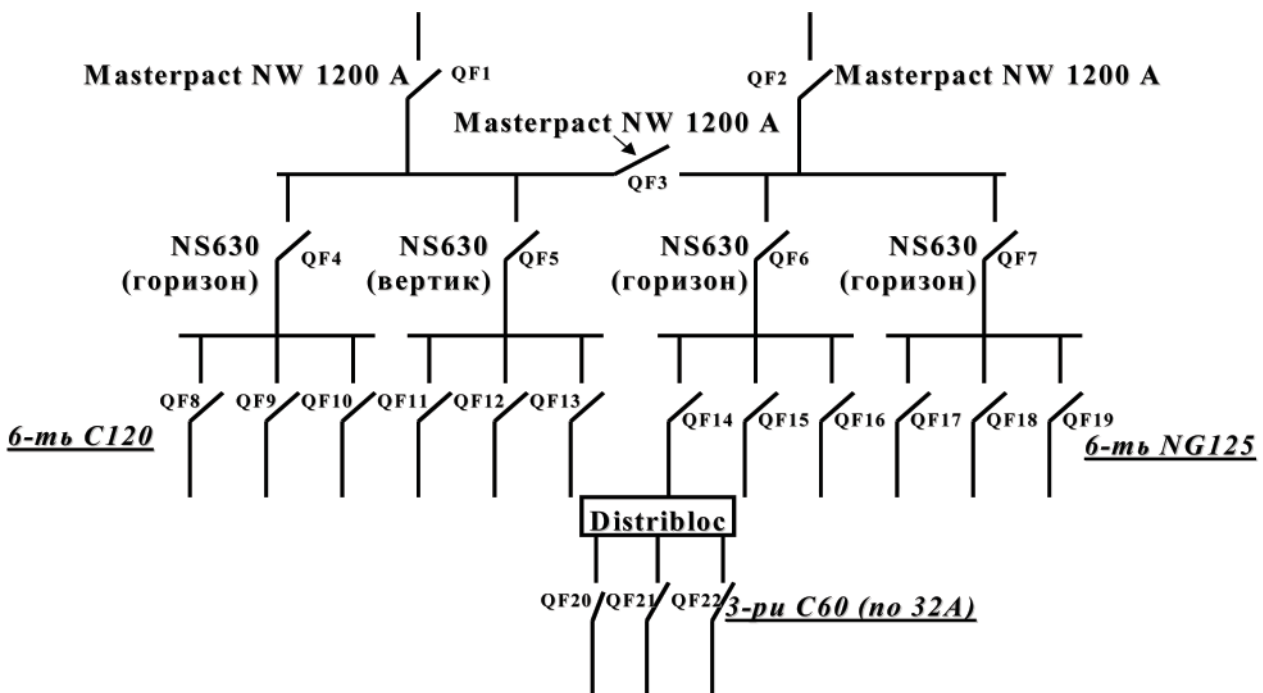 Masterpact NW 1200 A QF1 QF2 Masterpact NW 1200 A
Masterpact NW 1200 A
QF3
NS630 NS630 NS630 NS630
QF4 QF5 QF6 QF7
(горизон) (вертик) (горизон) (горизон)
QF8 QF9 QF10 QF11 QF12 QF13 QF14 QF15 QF16 QF17 QF18 QF19
6-ть C120 6-ть NG125
Distribloc
QF20 QF21 QF22 3-ри C60 (по 32А)